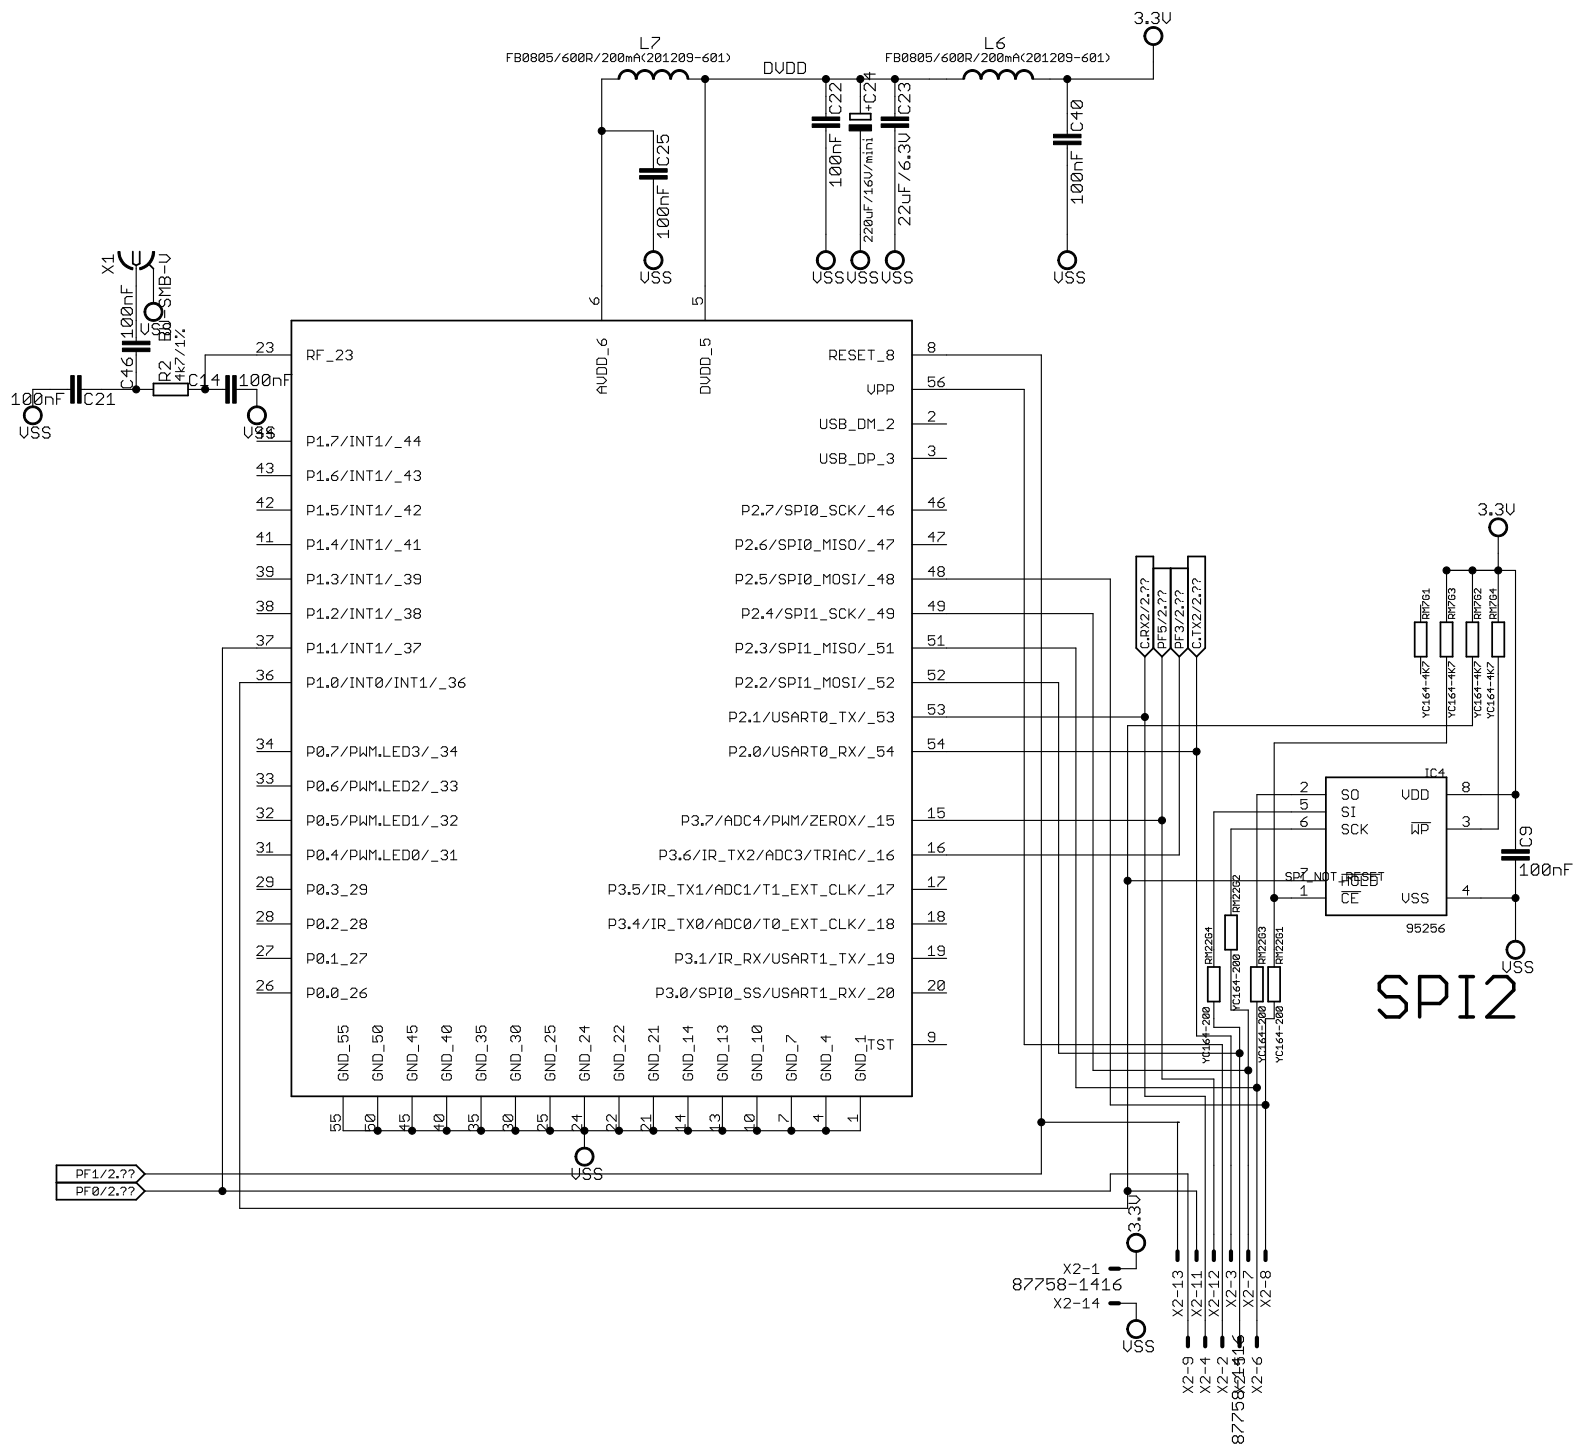 3.3V
L7
FB0805/600R/200mA(201209-601)
L6
FB0805/600R/200mA(201209-601)
DVDD
C25
100nF
VSS
C22
100nF
VSS
+C24
220uF/16V/mini
VSS
C23
22uF/6.3V
VSS
C40
100nF
VSS
X1
100nF
C46
R2
4k7/1%
C14
100nF
100nF
C21
VSS
VSS
6
5
AVDD_6
DVDD_5
23
RF_23
44
P1.7/INT1/_44
43
P1.6/INT1/_43
42
P1.5/INT1/_42
41
P1.4/INT1/_41
39
P1.3/INT1/_39
38
P1.2/INT1/_38
37
P1.1/INT1/_37
36
P1.0/INT0/INT1/_36
34
P0.7/PWM.LED3/_34
33
P0.6/PWM.LED2/_33
32
P0.5/PWM.LED1/_32
31
P0.4/PWM.LED0/_31
29
P0.3_29
28
P0.2_28
27
P0.1_27
26
P0.0_26
RESET_8
8
VPP
56
USB_DM_2
2
USB_DP_3
3
P2.7/SPI0_SCK/_46
46
P2.6/SPI0_MISO/_47
47
P2.5/SPI0_MOSI/_48
48
P2.4/SPI1_SCK/_49
49
P2.3/SPI1_MISO/_51
51
P2.2/SPI1_MOSI/_52
52
P2.1/USART0_TX/_53
53
P2.0/USART0_RX/_54
54
P3.7/ADC4/PWM/ZEROX/_15
15
P3.6/IR_TX2/ADC3/TRIAC/_16
16
P3.5/IR_TX1/ADC1/T1_EXT_CLK/_17
17
P3.4/IR_TX0/ADC0/T0_EXT_CLK/_18
18
P3.1/IR_RX/USART1_TX/_19
19
P3.0/SPI0_SS/USART1_RX/_20
20
TST
9
GND_55
GND_50
GND_45
GND_40
GND_35
GND_30
GND_25
GND_24
GND_22
GND_21
GND_14
GND_13
GND_10
GND_7
GND_4
GND_1
55
50
45
40
35
30
25
24
22
21
14
13
10
7
4
1
VSS
PF1/2.??
PF0/2.??
C.RX2/2.??
PF5/2.??
PF3/2.??
C.TX2/2.??
3.3V
RM7G1
RM7G3
RM7G2
RM7G4
YC164-4K7
YC164-4K7
YC164-4K7
YC164-4K7
IC4
2
SO
VDD
8
5
SI
6
SCK
WP
3
7
SPI_NOT_RESET
HOLD
1
CE
VSS
4
95256
C9
100nF
VSS
SPI2
RM22G4
RM22G2
RM22G3
RM22G1
YC164-200
YC164-200
YC164-200
YC164-200
3.3V
X2-1
87758-1416
X2-14
VSS
X2-13
X2-11
X2-12
X2-3
X2-7
X2-8
X2-9
X2-4
X2-2
X2-6
87758-1416